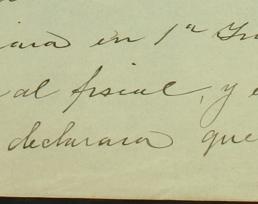 en 1ª
al fiscal, y
declarara que